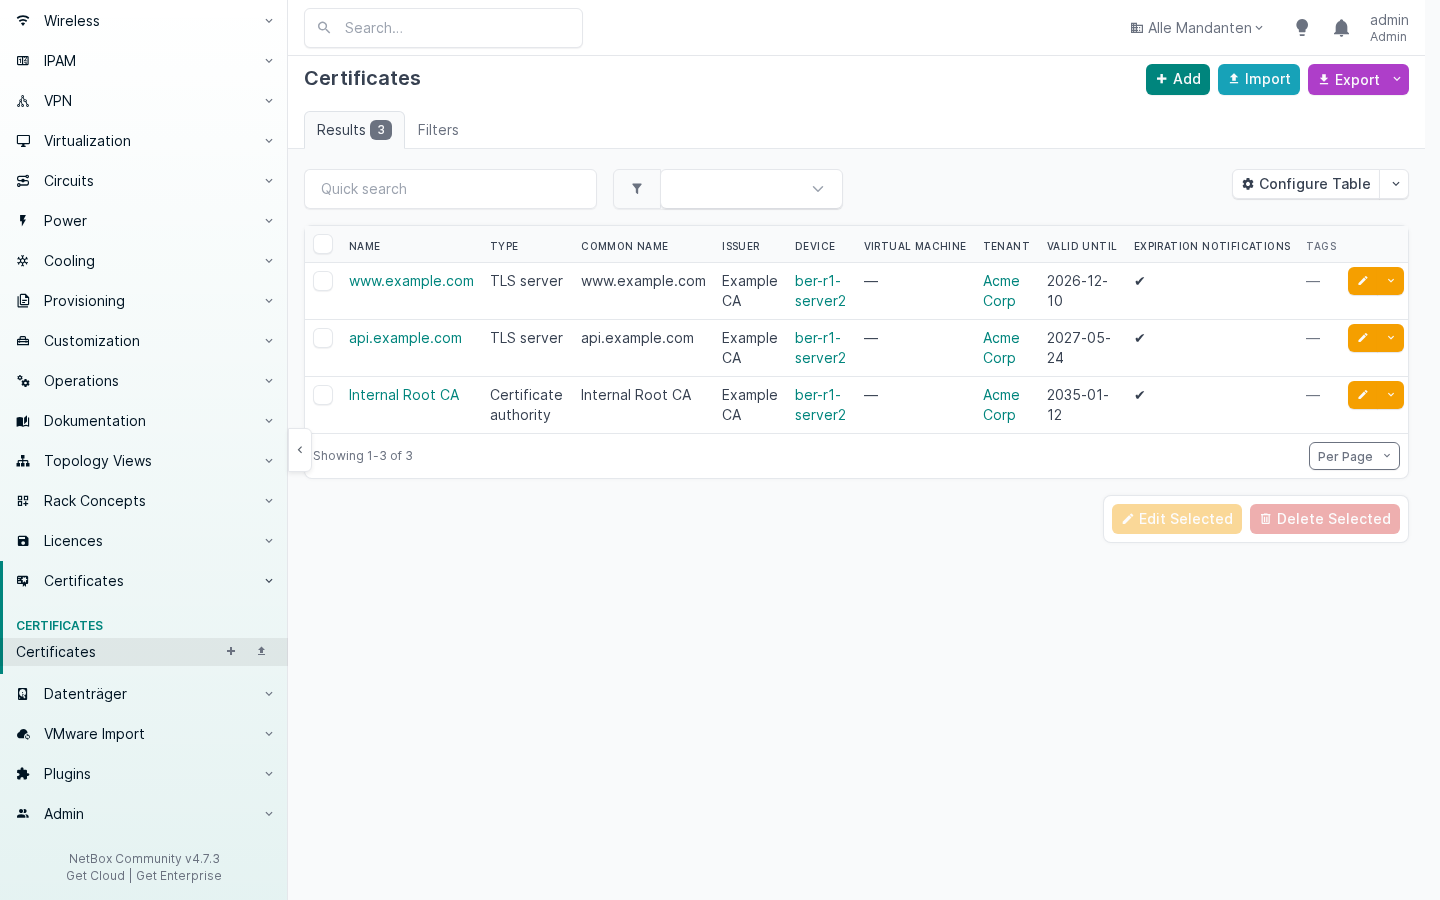 Wireless
IPAM
VPN
Virtualization
Circuits
Power
Cooling
Provisioning
Customization
Operations
Dokumentation
Topology Views
Rack Concepts
Licences
Certificates
CERTIFICATES
Certificates
Datenträger
VMware Import
Plugins
Admin
NetBox Community v4.7.3
Get Cloud | Get Enterprise
Search...
Alle Mandanten
admin
Admin
Certificates
Add
Import
Export
Results 3
Filters
Quick search
Configure Table
NAME TYPE COMMON NAME ISSUER DEVICE VIRTUAL MACHINE TENANT VALID UNTIL EXPIRATION NOTIFICATIONS TAGS
www.example.com TLS server www.example.com Example ber-r1- — Acme 2026-12- ✔ —
CA server2 Corp 10
api.example.com TLS server api.example.com Example ber-r1- — Acme 2027-05- ✔ —
CA server2 Corp 24
Internal Root CA Certificate Internal Root CA Example ber-r1- — Acme 2035-01- ✔ —
authority CA server2 Corp 12
Showing 1-3 of 3
Per Page
Edit Selected
Delete Selected